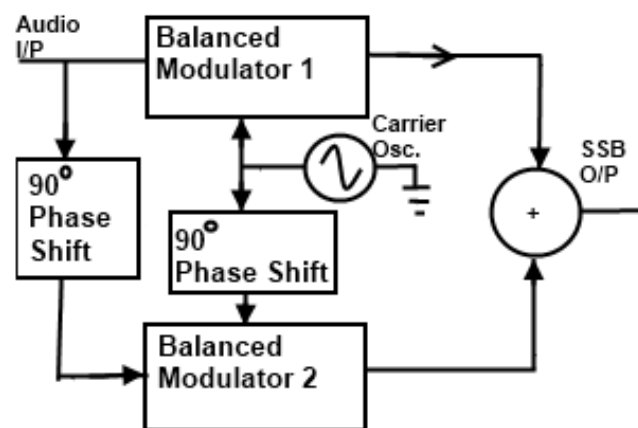 Audio
I/P
Balanced
Modulator 1
Carrier
Osc.
SSB
O/P
+
90°
Phase
Shift
90°
Phase Shift
Balanced
Modulator 2